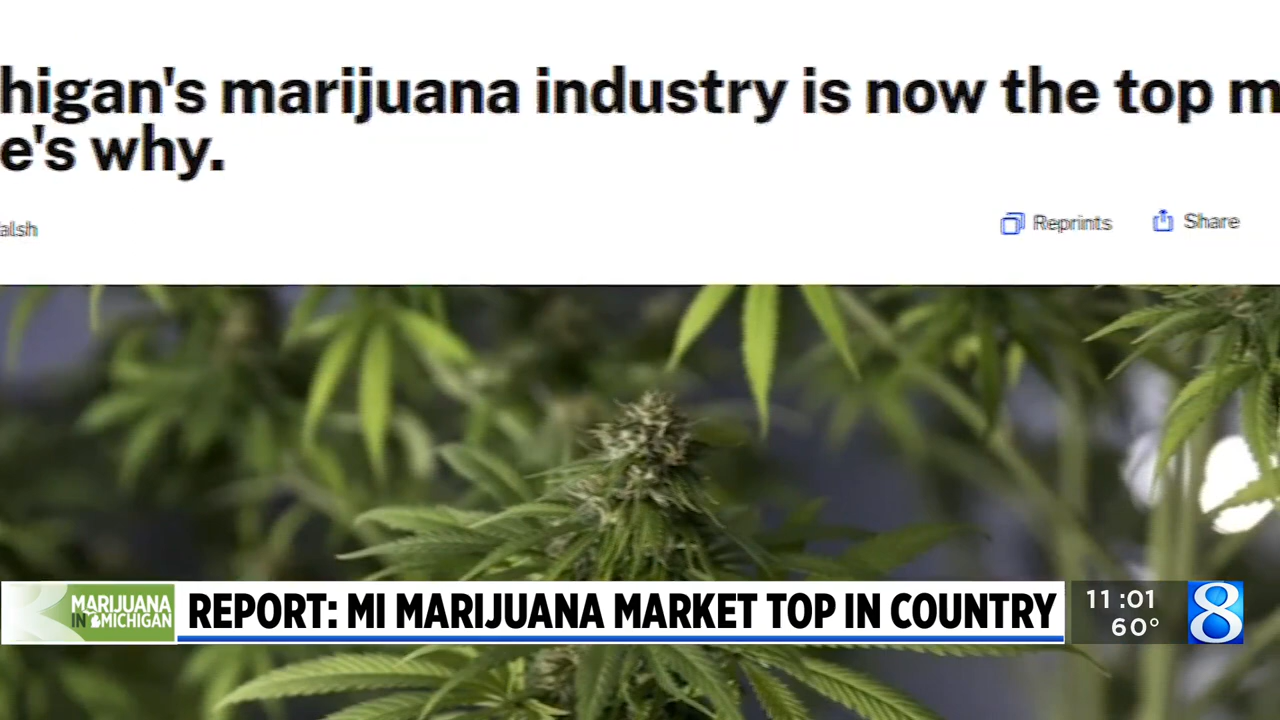 higan's marijuana industry is now the top m
e's why.
alsh
Reprints
Share
MARIJUANA
IN MICHIGAN
REPORT: MI MARIJUANA MARKET TOP IN COUNTRY
11:01
60°
8